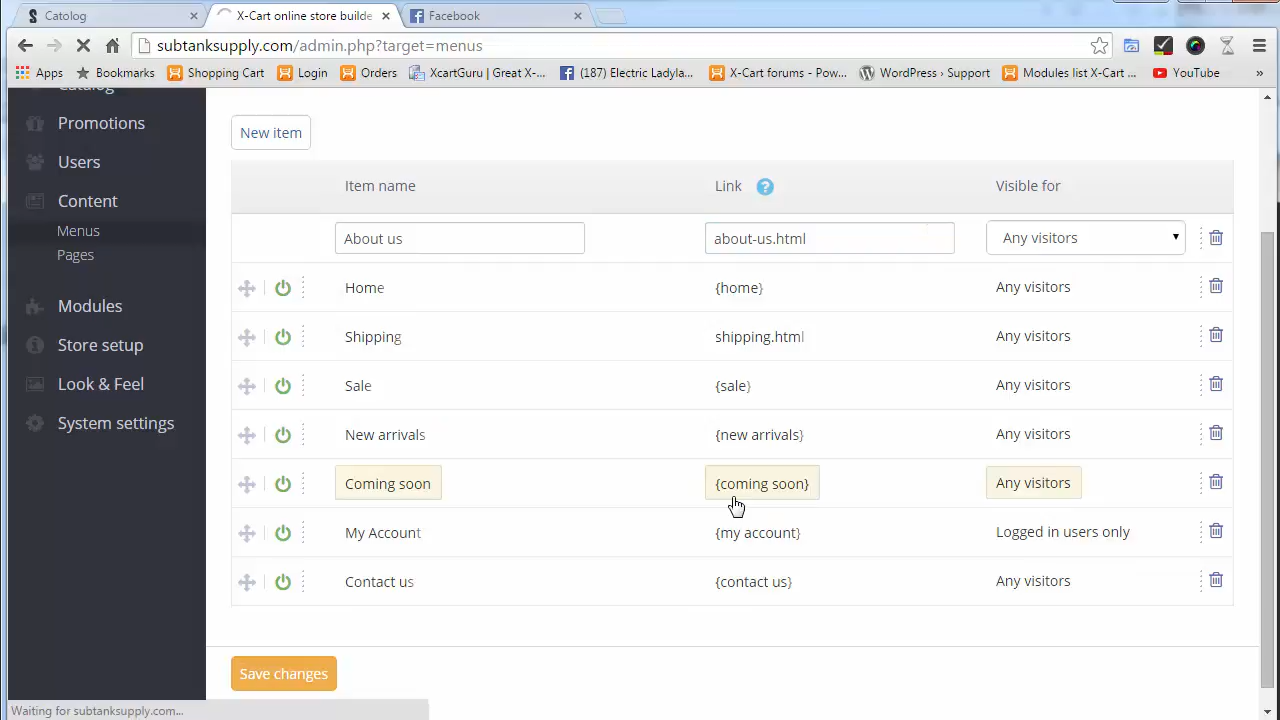 Catolog
X-Cart online store builde
Facebook
subtanksupply.com/admin.php?target=menus
Apps Bookmarks Shopping Cart Login Orders XcartGuru | Great X-... (187) Electric Ladyla... X-Cart forums - Pow... WordPress › Support Modules list X-Cart ... YouTube »
Catalog
Promotions
Users
Content
Menus
Pages
Modules
Store setup
Look & Feel
System settings
New item
Item name Link ? Visible for
About us about-us.html Any visitors
Home {home} Any visitors
Shipping shipping.html Any visitors
Sale {sale} Any visitors
New arrivals {new arrivals} Any visitors
Coming soon {coming soon} Any visitors
My Account {my account} Logged in users only
Contact us {contact us} Any visitors
Save changes
Waiting for subtanksupply.com...